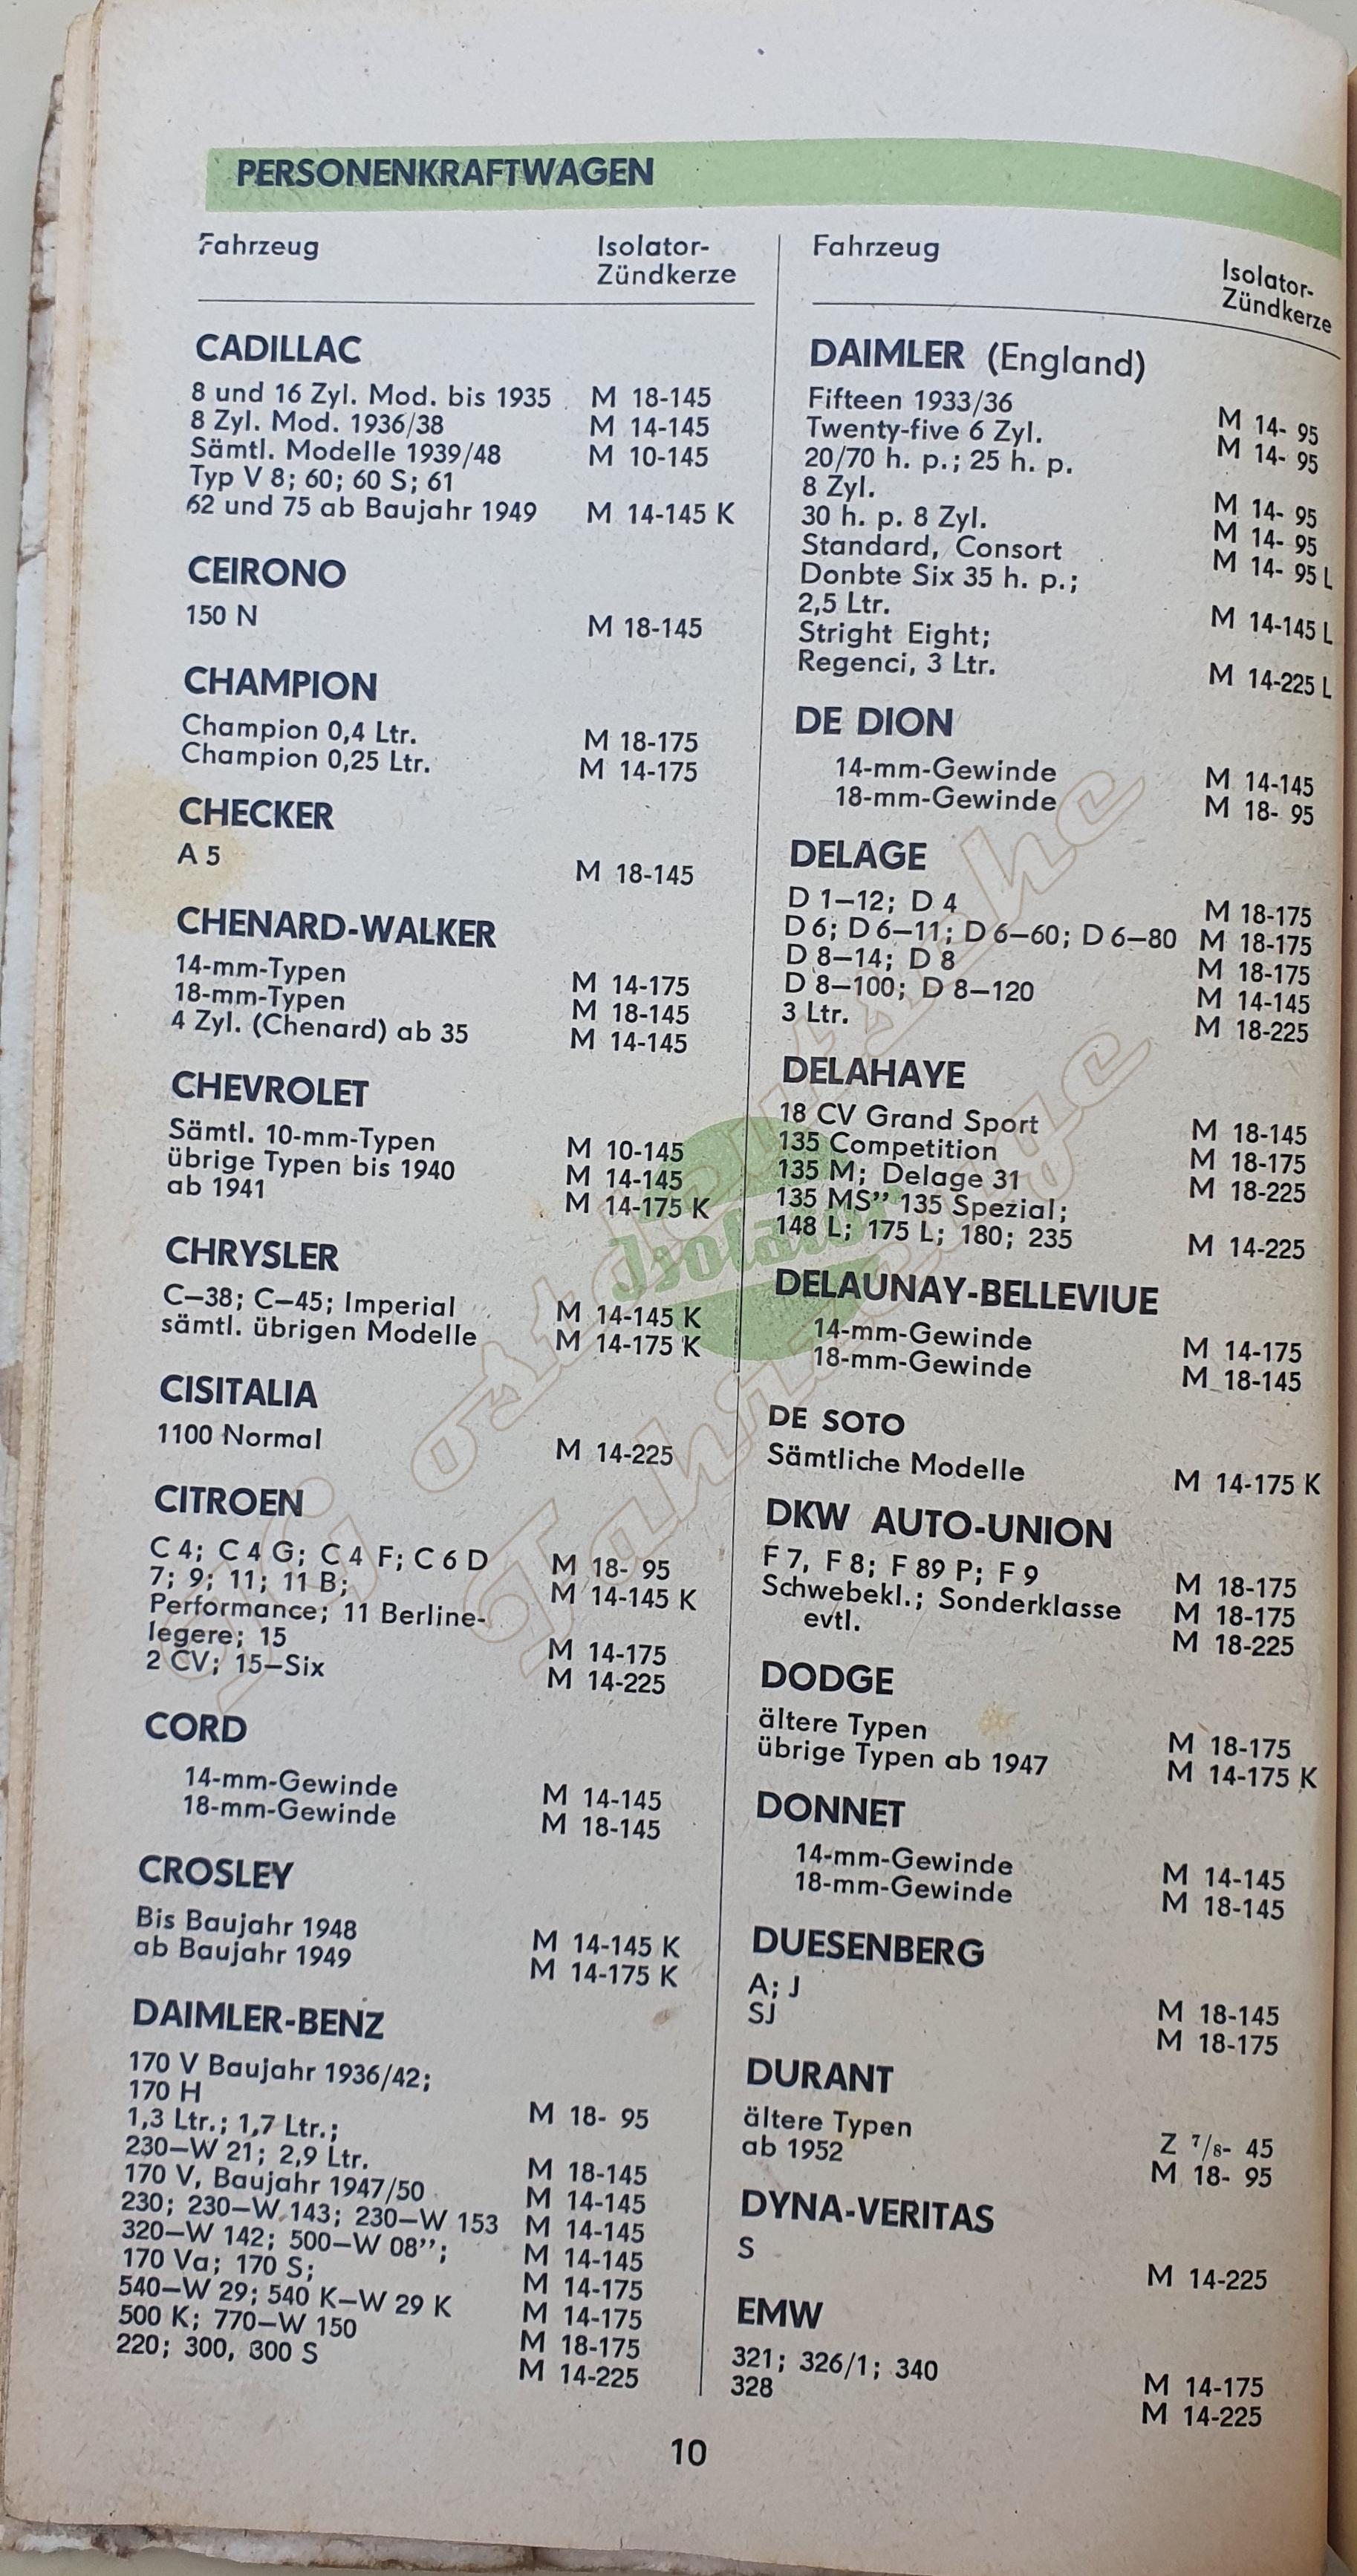 PERSONENKRAFTWAGEN
Fahrzeug Isolator-
Zündkerze
CADILLAC
8 und 16 Zyl. Mod. bis 1935 M 18-145
8 Zyl. Mod. 1936/38 M 14-145
Sämtl. Modelle 1939/48 M 10-145
Typ V 8; 60; 60 S; 61
62 und 75 ab Baujahr 1949 M 14-145 K
CEIRONO
150 N M 18-145
CHAMPION
Champion 0,4 Ltr. M 18-175
Champion 0,25 Ltr. M 14-175
CHECKER
A 5 M 18-145
CHENARD-WALKER
14-mm-Typen M 14-175
18-mm-Typen M 18-145
4 Zyl. (Chenard) ab 35 M 14-145
CHEVROLET
Sämtl. 10-mm-Typen M 10-145
übrige Typen bis 1940 M 14-145
ab 1941 M 14-175 K
CHRYSLER
C–38; C–45; Imperial M 14-145 K
sämtl. übrigen Modelle M 14-175 K
CISITALIA
1100 Normal M 14-225
CITROEN
C 4; C 4 G; C 4 F; C 6 D M 18- 95
7; 9; 11; 11 B; M 14-145 K
Performance; 11 Berline-
legere; 15 M 14-175
2 CV; 15–Six M 14-225
CORD
14-mm-Gewinde M 14-145
18-mm-Gewinde M 18-145
CROSLEY
Bis Baujahr 1948 M 14-145 K
ab Baujahr 1949 M 14-175 K
DAIMLER-BENZ
170 V Baujahr 1936/42;
170 H M 18- 95
1,3 Ltr.; 1,7 Ltr.;
230–W 21; 2,9 Ltr. M 18-145
170 V, Baujahr 1947/50 M 14-145
230; 230–W 143; 230–W 153 M 14-145
320–W 142; 500–W 08”; M 14-145
170 Va; 170 S; M 14-175
540–W 29; 540 K–W 29 K M 14-175
500 K; 770–W 150 M 18-175
220; 300, 300 S M 14-225
Fahrzeug Isolator-
Zündkerze
DAIMLER (England)
Fifteen 1933/36 M 14- 95
Twenty-five 6 Zyl. M 14- 95
20/70 h. p.; 25 h. p.
8 Zyl. M 14- 95
30 h. p. 8 Zyl. M 14- 95
Standard, Consort M 14- 95 L
Donbte Six 35 h. p.;
2,5 Ltr. M 14-145 L
Stright Eight;
Regenci, 3 Ltr. M 14-225 L
DE DION
14-mm-Gewinde M 14-145
18-mm-Gewinde M 18- 95
DELAGE
D 1–12; D 4 M 18-175
D 6; D 6–11; D 6–60; D 6–80 M 18-175
D 8–14; D 8 M 18-175
D 8–100; D 8–120 M 14-145
3 Ltr. M 18-225
DELAHAYE
18 CV Grand Sport M 18-145
135 Competition M 18-175
135 M; Delage 31 M 18-225
135 MS” 135 Spezial;
148 L; 175 L; 180; 235 M 14-225
DELAUNAY-BELLEVIUE
14-mm-Gewinde M 14-175
18-mm-Gewinde M 18-145
DE SOTO
Sämtliche Modelle M 14-175 K
DKW AUTO-UNION
F 7, F 8; F 89 P; F 9 M 18-175
Schwebekl.; Sonderklasse M 18-175
evtl. M 18-225
DODGE
ältere Typen M 18-175
übrige Typen ab 1947 M 14-175 K
DONNET
14-mm-Gewinde M 14-145
18-mm-Gewinde M 18-145
DUESENBERG
A; J M 18-145
SJ M 18-175
DURANT
ältere Typen Z 7/8- 45
ab 1952 M 18- 95
DYNA-VERITAS
S M 14-225
EMW
321; 326/1; 340 M 14-175
328 M 14-225
Isolator
IG ostdeutsche
Fahrzeuge
10